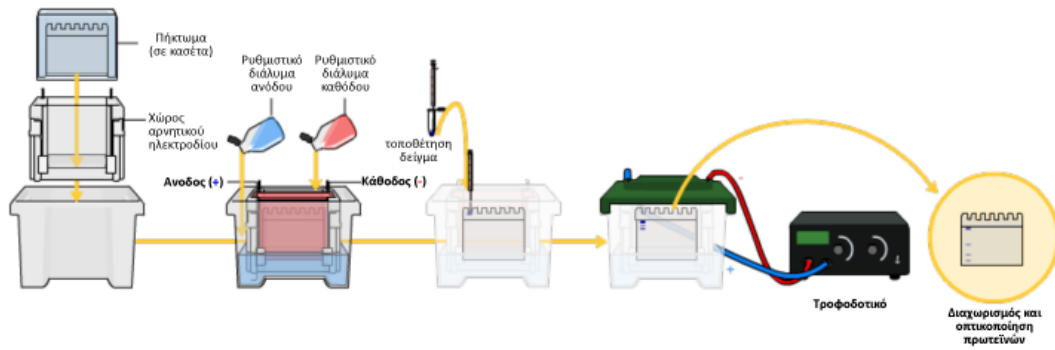 Πήκτωμα
(σε κασέτα)
Χώρος
αρνητικού
ηλεκτροδίου
Ρυθμιστικό
διάλυμα
ανόδου
Ρυθμιστικό
διάλυμα
καθόδου
Ανοδος (+)
Κάθοδος (-)
τοποθέτηση
δείγμα
-
+
Τροφοδοτικό
Διαχωρισμός και
οπτικοποίηση
πρωτεϊνών